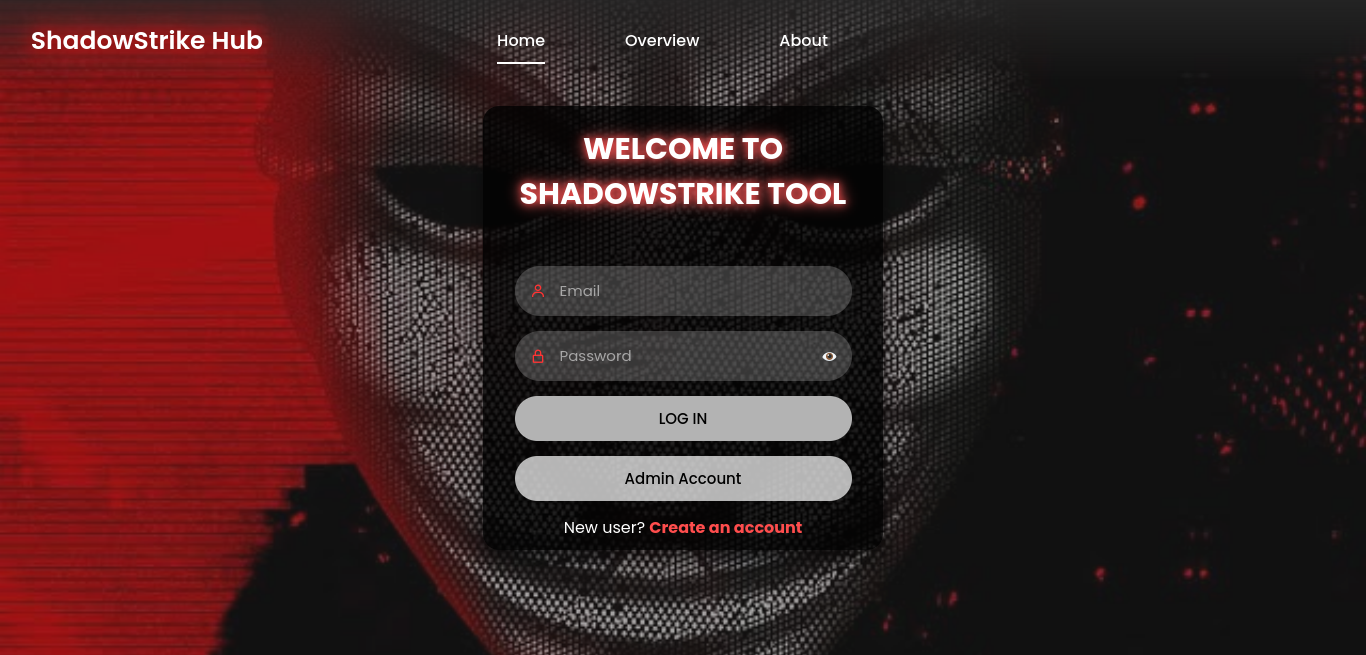 ShadowStrike Hub
Home
Overview
About
WELCOME TO
SHADOWSTRIKE TOOL
Email
Password
LOG IN
Admin Account
New user? Create an account